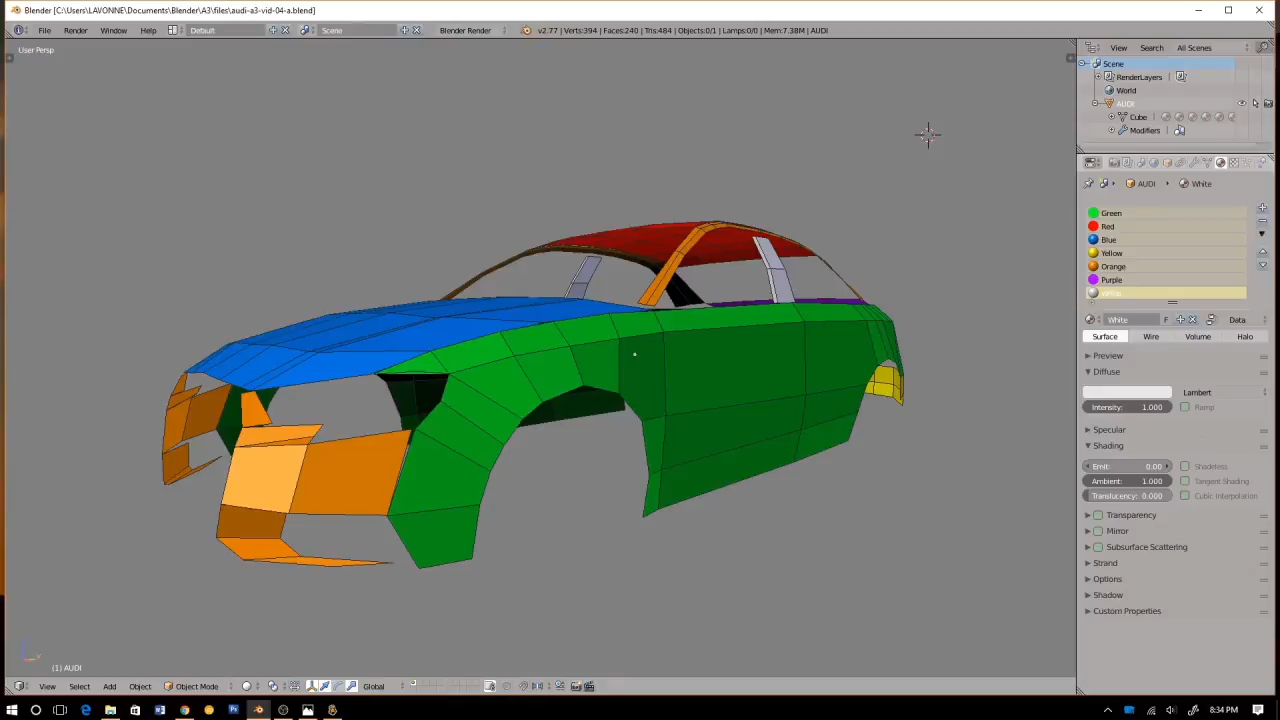 Blender [C:\Users\LAVONNE\Documents\Blender\A3\files\audi-a3-vid-04-a.blend]
File Render Window Help Default Scene Blender Render v2.77 | Verts:394 | Faces:240 | Tris:484 | Objects:0/1 | Lamps:0/0 | Mem:7.38M | AUDI
User Persp
View Search All Scenes
Scene
RenderLayers
World
AUDI
Cube
Modifiers
AUDI White
Green
Red
Blue
Yellow
Orange
Purple
White
White F Data
Surface Wire Volume Halo
Preview
Diffuse
Lambert
Intensity: 1.000 Ramp
Specular
Shading
Emit: 0.00 Shadeless
Ambient: 1.000 Tangent Shading
Translucency: 0.000 Cubic Interpolation
Transparency
Mirror
Subsurface Scattering
Strand
Options
Shadow
Custom Properties
(1) AUDI
View Select Add Object Object Mode Global
8:34 PM